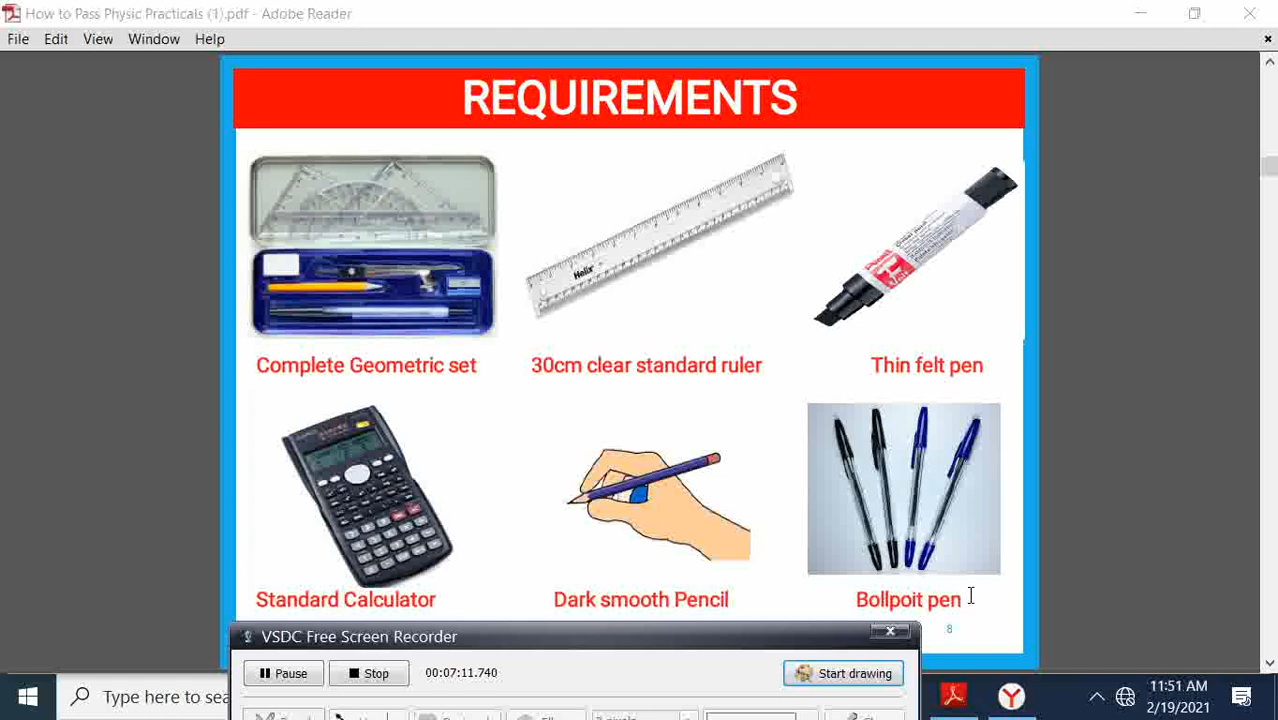 How to Pass Physic Practicals (1).pdf - Adobe Reader
File Edit View Window Help
REQUIREMENTS
Helix
Complete Geometric set
30cm clear standard ruler
Thin felt pen
Standard Calculator
Dark smooth Pencil
Bollpoit pen
8
VSDC Free Screen Recorder
Pause Stop 00:07:11.740 Start drawing
Type here to sea
11:51 AM
2/19/2021